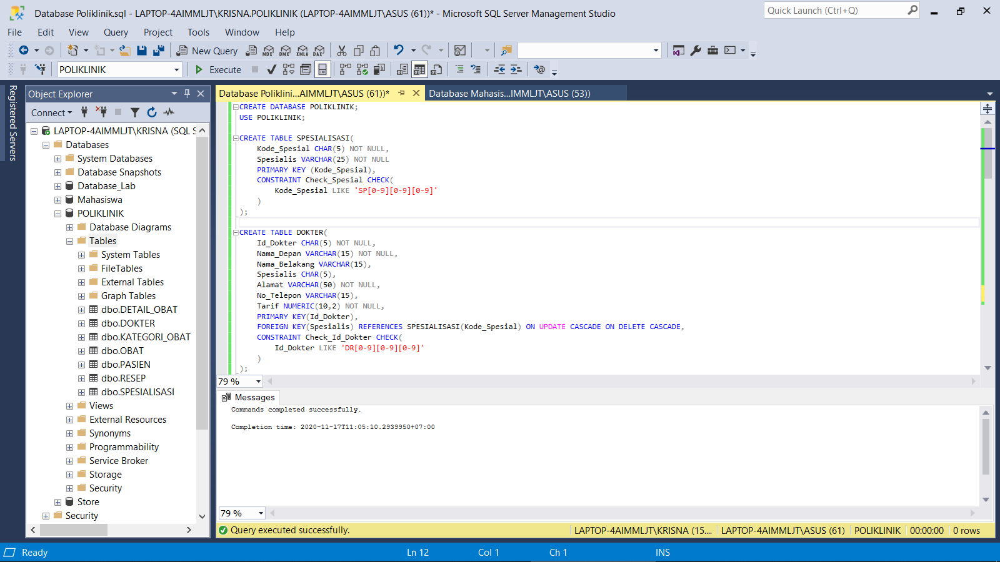 Database Poliklinik.sql - LAPTOP-4AIMMLJT\KRISNA.POLIKLINIK (LAPTOP-4AIMMLJT\ASUS (61))* - Microsoft SQL Server Management Studio
Quick Launch (Ctrl+Q)
File Edit View Query Project Tools Window Help
New Query MDX DMX XMLA DAX
POLIKLINIK Execute
Registered Servers
Object Explorer
Connect
LAPTOP-4AIMMLJT\KRISNA (SQL S
Databases
System Databases
Database Snapshots
Database_Lab
Mahasiswa
POLIKLINIK
Database Diagrams
Tables
System Tables
FileTables
External Tables
Graph Tables
dbo.DETAIL_OBAT
dbo.DOKTER
dbo.KATEGORI_OBAT
dbo.OBAT
dbo.PASIEN
dbo.RESEP
dbo.SPESIALISASI
Views
External Resources
Synonyms
Programmability
Service Broker
Storage
Security
Store
Security
Database Polikli...AIMMLJT\ASUS (61))* Database Mahasis...IMMLJT\ASUS (53))
CREATE DATABASE POLIKLINIK;
USE POLIKLINIK;
CREATE TABLE SPESIALISASI(
Kode_Spesial CHAR(5) NOT NULL,
Spesialis VARCHAR(25) NOT NULL
PRIMARY KEY (Kode_Spesial),
CONSTRAINT Check_Spesial CHECK(
Kode_Spesial LIKE 'SP[0-9][0-9][0-9]'
)
);
CREATE TABLE DOKTER(
Id_Dokter CHAR(5) NOT NULL,
Nama_Depan VARCHAR(15) NOT NULL,
Nama_Belakang VARCHAR(15),
Spesialis CHAR(5),
Alamat VARCHAR(50) NOT NULL,
No_Telepon VARCHAR(15),
Tarif NUMERIC(10,2) NOT NULL,
PRIMARY KEY(Id_Dokter),
FOREIGN KEY(Spesialis) REFERENCES SPESIALISASI(Kode_Spesial) ON UPDATE CASCADE ON DELETE CASCADE,
CONSTRAINT Check_Id_Dokter CHECK(
Id_Dokter LIKE 'DR[0-9][0-9][0-9]'
)
);
79 %
Messages
Commands completed successfully.
Completion time: 2020-11-17T11:05:10.2939950+07:00
79 %
Query executed successfully. LAPTOP-4AIMMLJT\KRISNA (15.... LAPTOP-4AIMMLJT\ASUS (61) POLIKLINIK 00:00:00 0 rows
Ready Ln 12 Col 1 Ch 1 INS